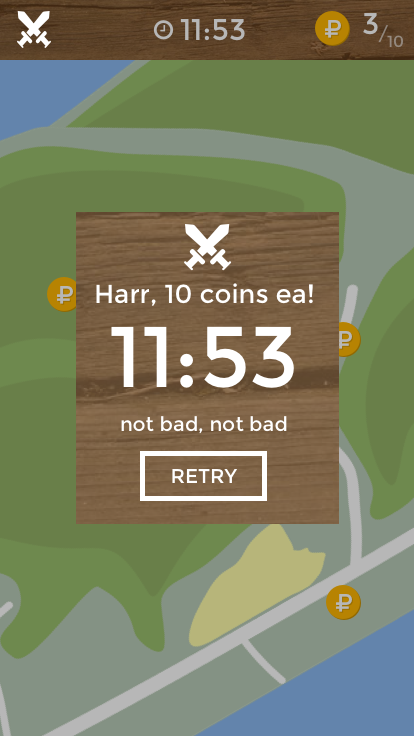 11:53
₽ 3/10
Harr, 10 coins ea!
₽
11:53
₽
not bad, not bad
RETRY
₽